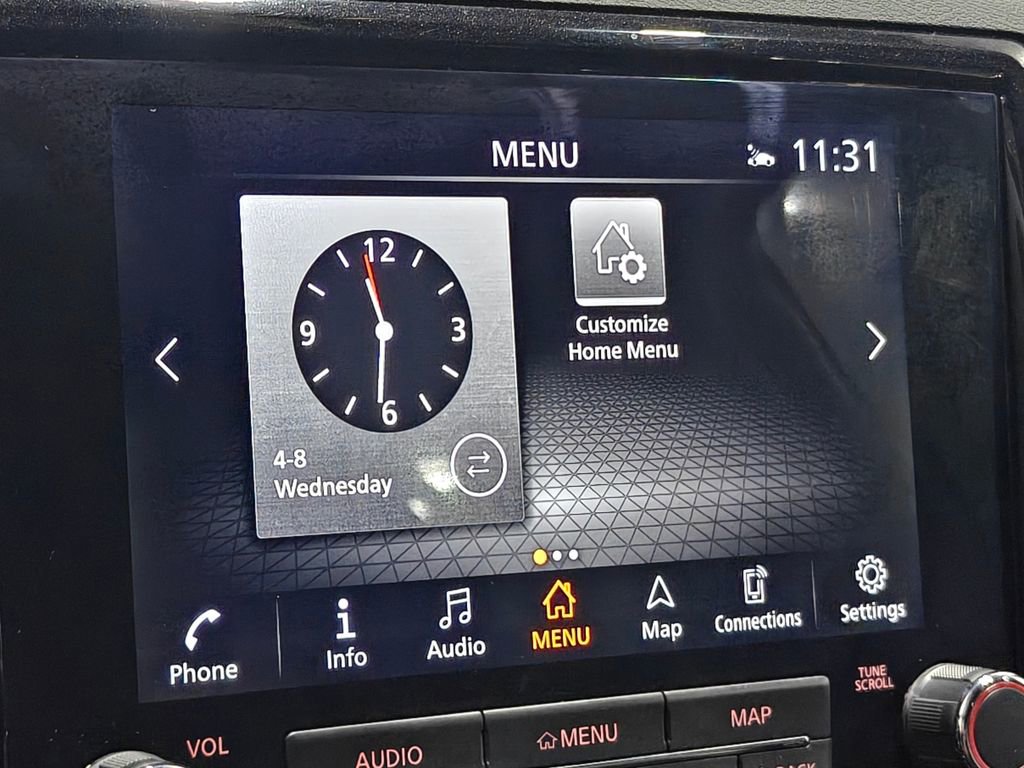 MENU
11:31
12
9
3
6
4-8
Wednesday
Customize
Home Menu
Phone
Info
Audio
MENU
Map
Connections
Settings
TUNE
SCROLL
VOL
AUDIO
MENU
MAP